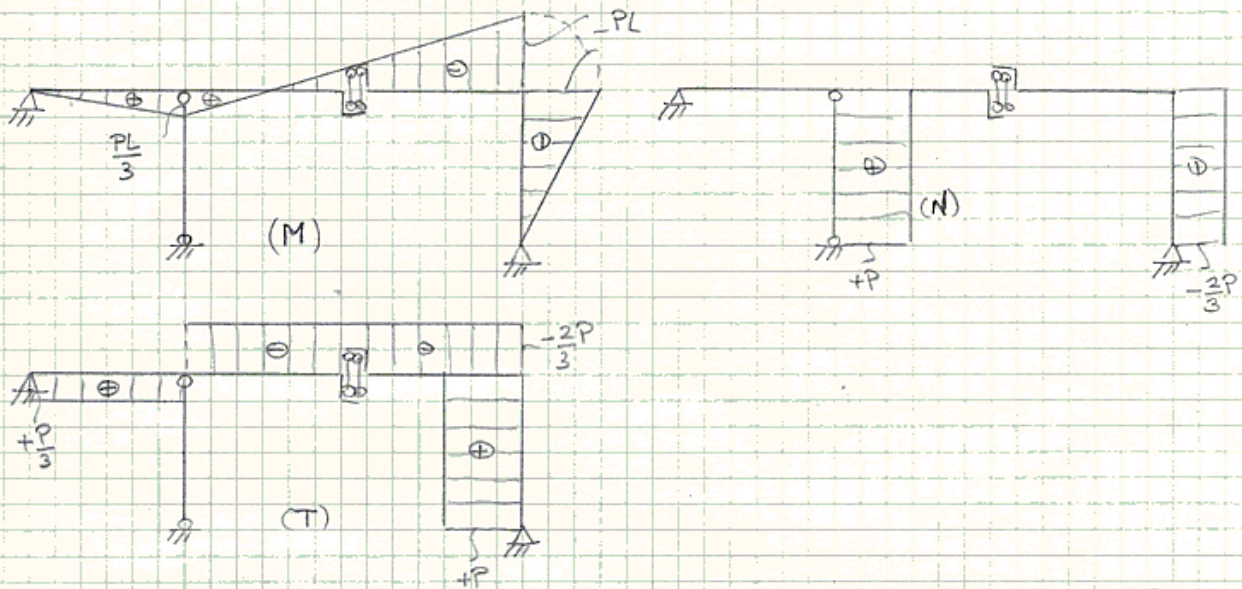 -PL
⊕ ⊕ ⊖
PL/3
(M)
⊕
(N)
+P
-2P/3
-2P/3
⊖ ⊖
⊕
+P/3
⊕
(T)
+P